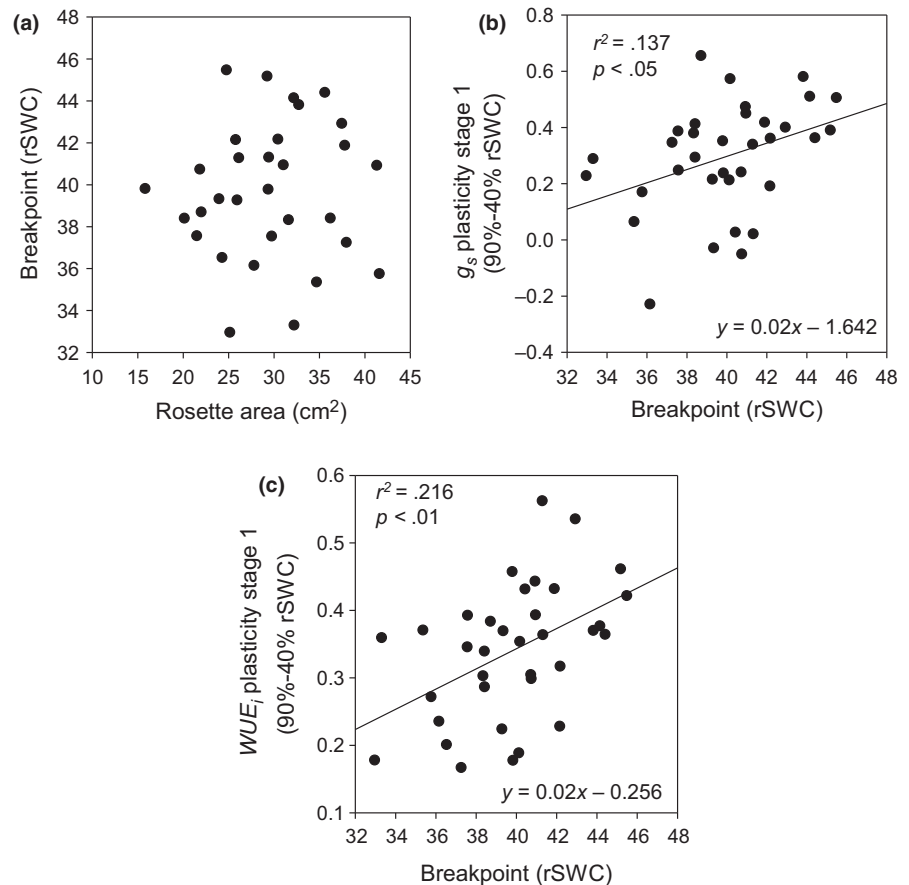 (a)
48
46
44
42
40
38
36
34
32
Breakpoint (rSWC)
10 15 20 25 30 35 40 45
Rosette area (cm²)
(b)
r² = .137
p < .05
0.8
0.6
0.4
0.2
0.0
–0.2
–0.4
gₛ plasticity stage 1
(90%-40% rSWC)
y = 0.02x – 1.642
32 34 36 38 40 42 44 46 48
Breakpoint (rSWC)
(c)
r² = .216
p < .01
0.6
0.5
0.4
0.3
0.2
0.1
WUEᵢ plasticity stage 1
(90%-40% rSWC)
y = 0.02x – 0.256
32 34 36 38 40 42 44 46 48
Breakpoint (rSWC)